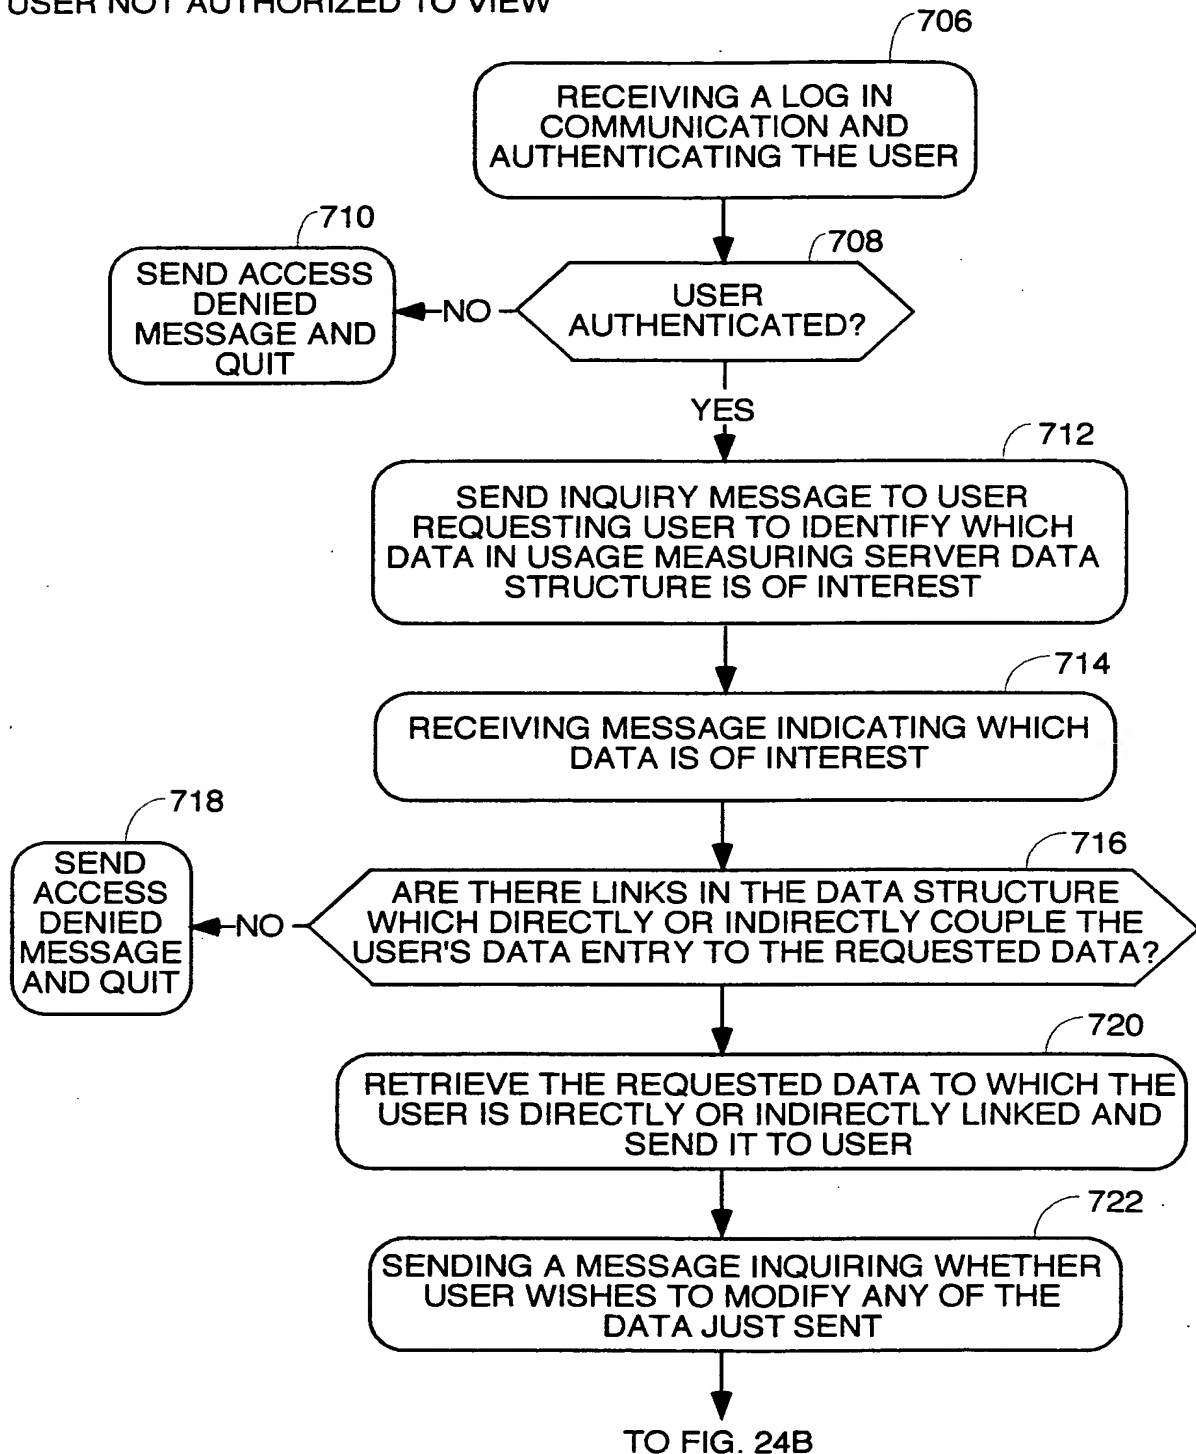 USER NOT AUTHORIZED TO VIEW
706
RECEIVING A LOG IN
COMMUNICATION AND
AUTHENTICATING THE USER
710
SEND ACCESS
DENIED
MESSAGE AND
QUIT
NO
708
USER
AUTHENTICATED?
YES
712
SEND INQUIRY MESSAGE TO USER
REQUESTING USER TO IDENTIFY WHICH
DATA IN USAGE MEASURING SERVER DATA
STRUCTURE IS OF INTEREST
714
RECEIVING MESSAGE INDICATING WHICH
DATA IS OF INTEREST
718
SEND
ACCESS
DENIED
MESSAGE
AND QUIT
NO
716
ARE THERE LINKS IN THE DATA STRUCTURE
WHICH DIRECTLY OR INDIRECTLY COUPLE THE
USER'S DATA ENTRY TO THE REQUESTED DATA?
720
RETRIEVE THE REQUESTED DATA TO WHICH THE
USER IS DIRECTLY OR INDIRECTLY LINKED AND
SEND IT TO USER
722
SENDING A MESSAGE INQUIRING WHETHER
USER WISHES TO MODIFY ANY OF THE
DATA JUST SENT
TO FIG. 24B